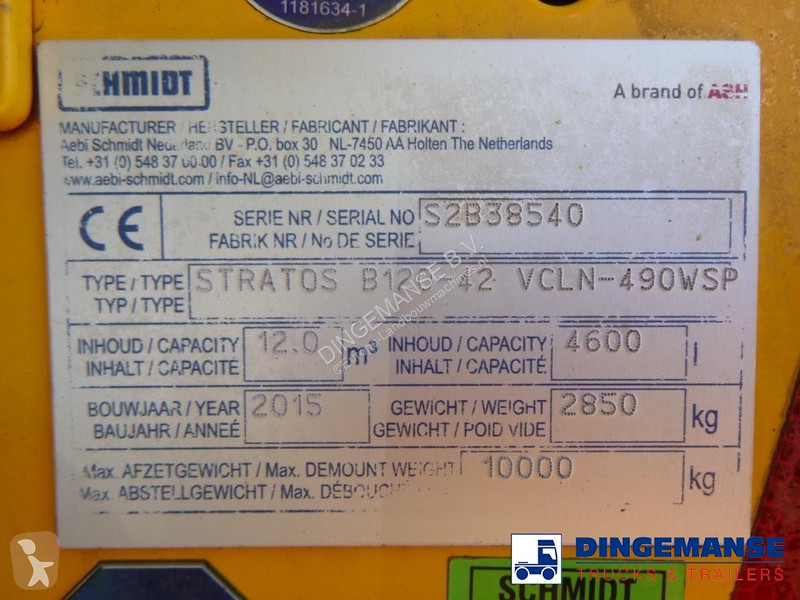 1181634-1
SCHMIDT
A brand of ASH
MANUFACTURER / HERSTELLER / FABRICANT / FABRIKANT :
Aebi Schmidt Nederland BV - P.O. box 30 NL-7450 AA Holten The Netherlands
Tel. +31 (0) 548 37 00 00 / Fax +31 (0) 548 37 02 33
www.aebi-schmidt.com / info-NL@aebi-schmidt.com
CE
SERIE NR / SERIAL NO
FABRIK NR / No DE SERIE
S2B38540
TYPE / TYPE
TYP / TYPE
STRATOS 42 VCLN-490WSP
INHOUD / CAPACITY
INHALT / CAPACITÉ
12.0 m³
INHOUD / CAPACITY
INHALT / CAPACITÉ
4600 l
BOUWJAAR / YEAR
BAUJAHR / ANNEÉ
2015
GEWICHT / WEIGHT
GEWICHT / POID VIDE
2850 kg
Max. AFZETGEWICHT / Max. DEMOUNT WEIGHT
Max. ABSTELLGEWICHT / Max.
10000 kg
DINGEMANSE B.V.
DINGEMANSE
TRUCKS & TRAILERS
SCHMIDT